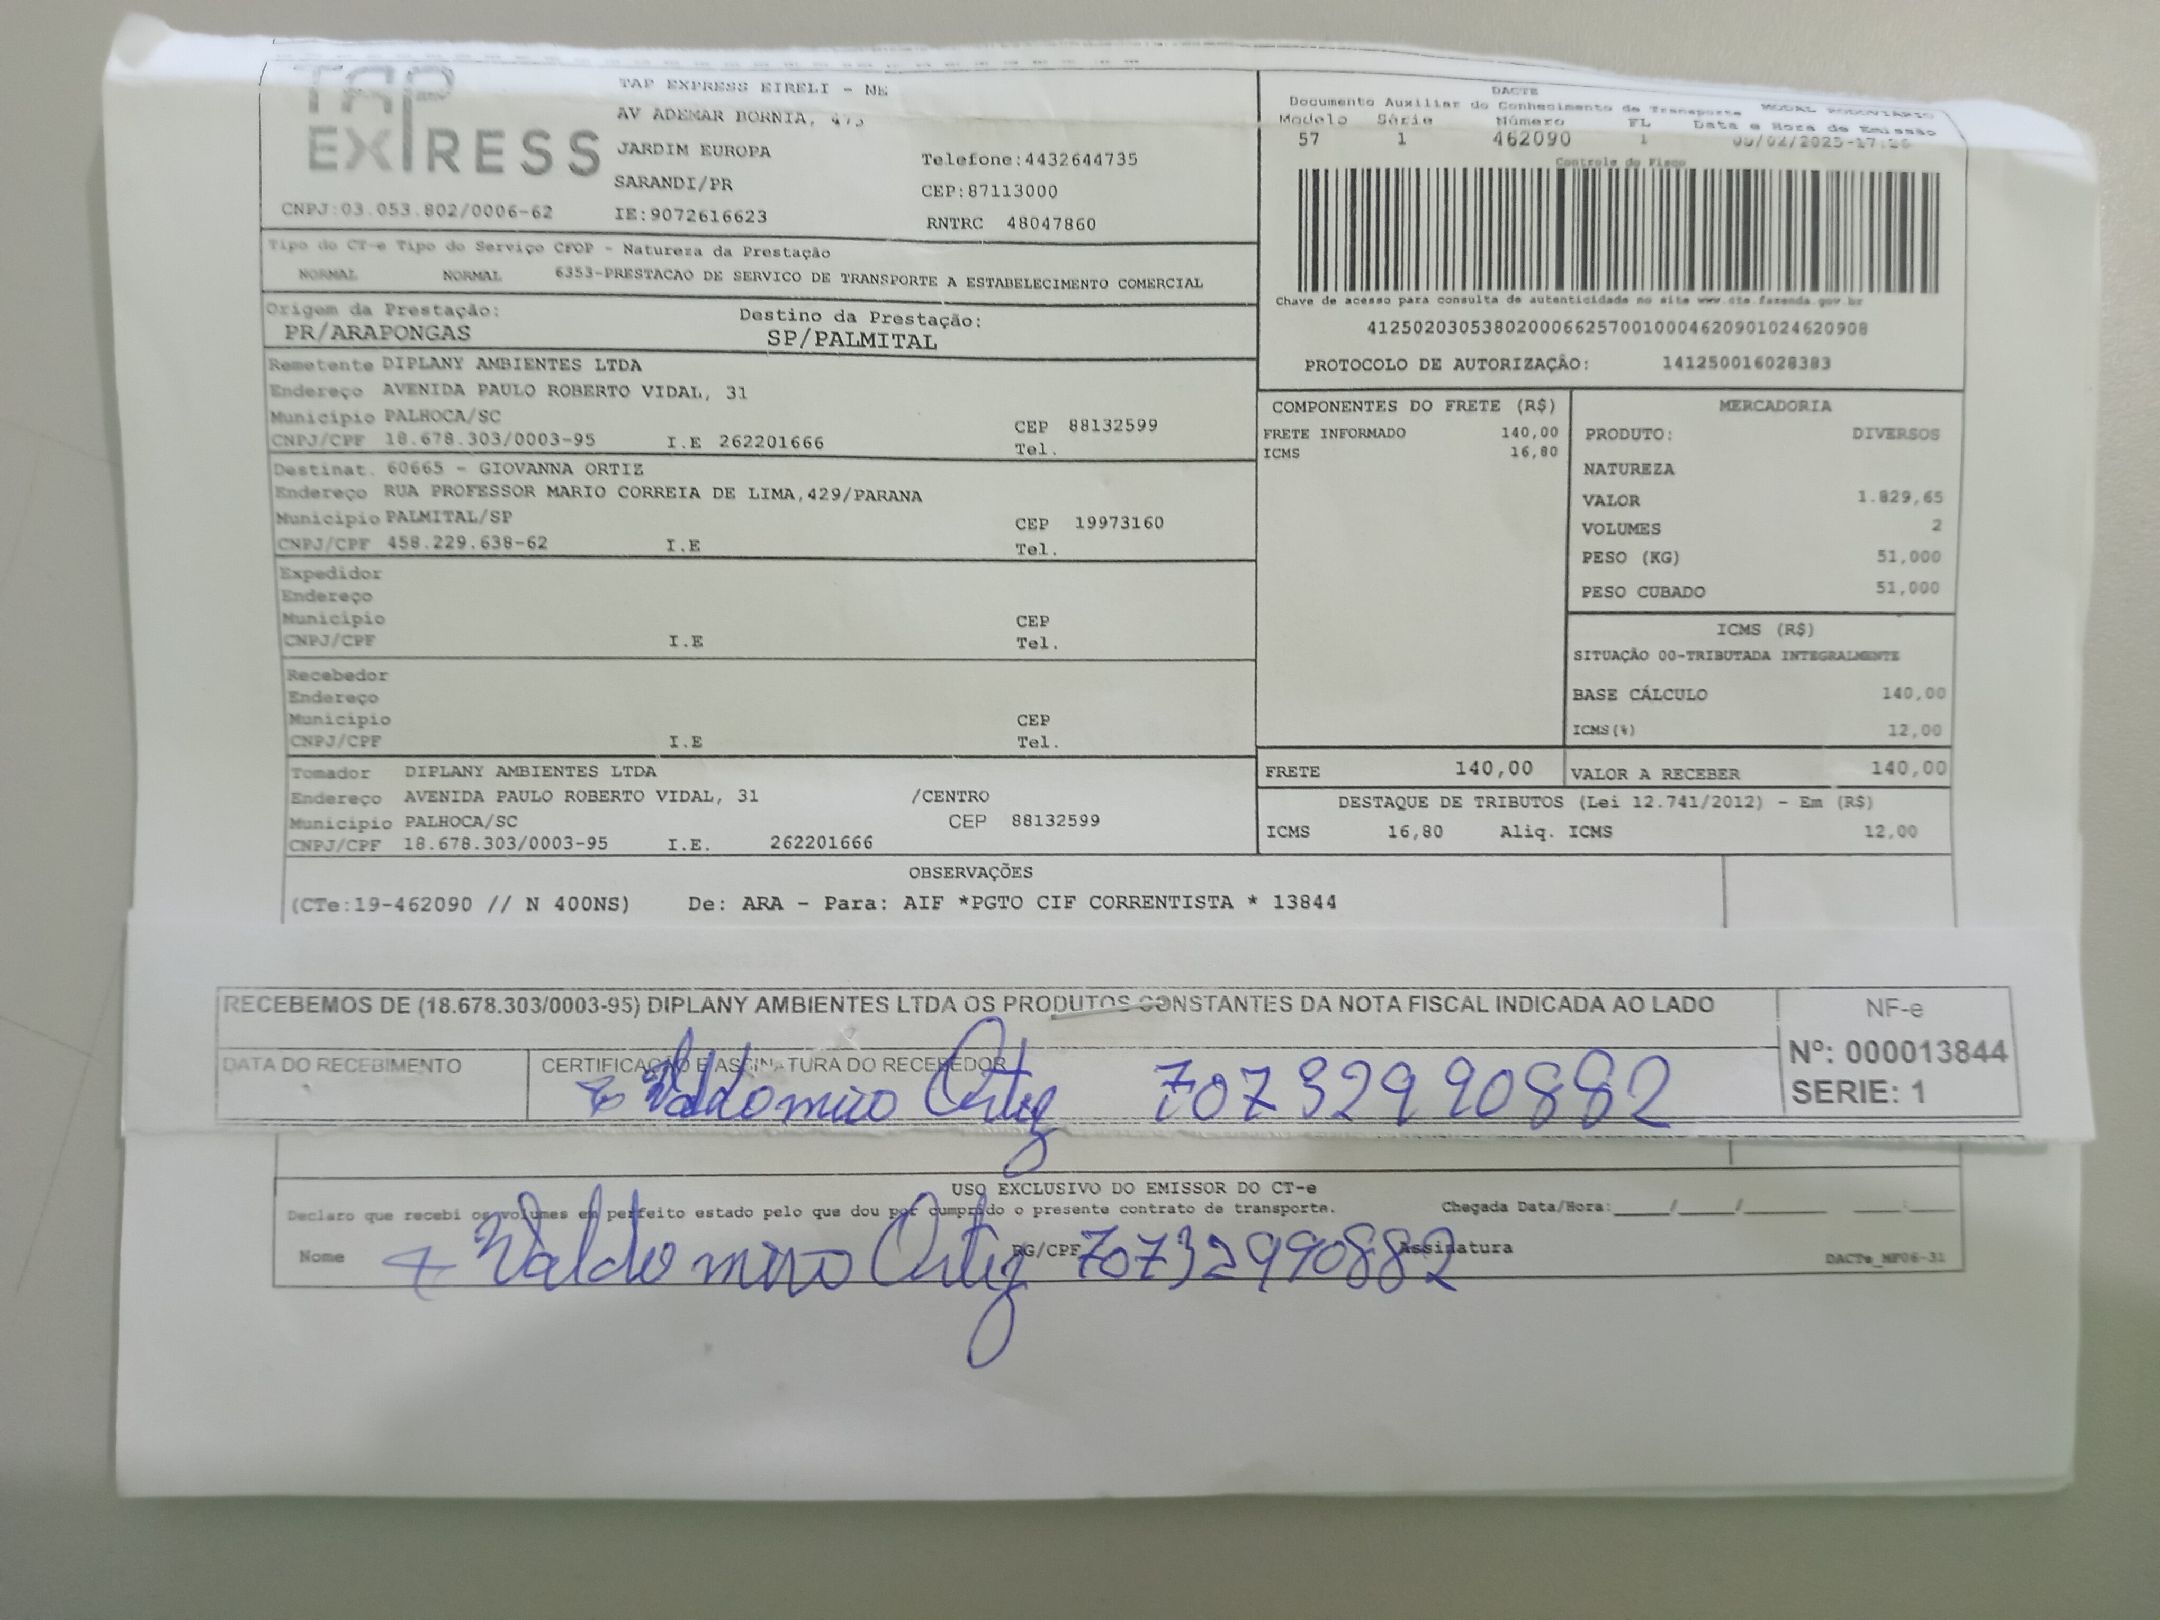 TAP
EXPRESS
TAP EXPRESS EIRELI - ME
AV ADEMAR BORNIA,
JARDIM EUROPA
Telefone:4432644735
SARANDI/PR
CEP:87113000
CNPJ:03.053.802/0006-62
IE:9072616623
RNTRC 48047860
DACTE
Documento Auxiliar do Conhecimento de Transporte MODAL RODOVIÁRIO
Modelo Série Número FL Data e Hora de Emissão
57 1 462090 1
Controle do Fisco
Chave de acesso para consulta de autenticidade no site www.cte.fazenda.gov.br
41250203053802000662570010004620901024620908
PROTOCOLO DE AUTORIZAÇÃO: 141250016028383
Tipo do CT-e Tipo do Serviço CFOP - Natureza da Prestação
NORMAL NORMAL 6353-PRESTACAO DE SERVICO DE TRANSPORTE A ESTABELECIMENTO COMERCIAL
Origem da Prestação: Destino da Prestação:
PR/ARAPONGAS SP/PALMITAL
Remetente DIPLANY AMBIENTES LTDA
Endereço AVENIDA PAULO ROBERTO VIDAL, 31
Município PALHOCA/SC CEP 88132599
CNPJ/CPF 18.678.303/0003-95 I.E 262201666 Tel.
Destinat. 60665 - GIOVANNA ORTIZ
Endereço RUA PROFESSOR MARIO CORREIA DE LIMA,429/PARANA
Município PALMITAL/SP CEP 19973160
CNPJ/CPF 458.229.638-62 I.E Tel.
Expedidor
Endereço
Município CEP
CNPJ/CPF I.E Tel.
Recebedor
Endereço
Município CEP
CNPJ/CPF I.E Tel.
Tomador DIPLANY AMBIENTES LTDA
Endereço AVENIDA PAULO ROBERTO VIDAL, 31 /CENTRO
Município PALHOCA/SC CEP 88132599
CNPJ/CPF 18.678.303/0003-95 I.E. 262201666
COMPONENTES DO FRETE (R$)
FRETE INFORMADO 140,00
ICMS 16,80
MERCADORIA
PRODUTO: DIVERSOS
NATUREZA
VALOR 1.829,65
VOLUMES 2
PESO (KG) 51,000
PESO CUBADO 51,000
ICMS (R$)
SITUAÇÃO 00-TRIBUTADA INTEGRALMENTE
BASE CÁLCULO 140,00
ICMS(%) 12,00
FRETE 140,00 VALOR A RECEBER 140,00
DESTAQUE DE TRIBUTOS (Lei 12.741/2012) - Em (R$)
ICMS 16,80 Aliq. ICMS 12,00
OBSERVAÇÕES
(CTe:19-462090 // N 400NS) De: ARA - Para: AIF *PGTO CIF CORRENTISTA * 13844
RECEBEMOS DE (18.678.303/0003-95) DIPLANY AMBIENTES LTDA OS PRODUTOS CONSTANTES DA NOTA FISCAL INDICADA AO LADO
NF-e
Nº: 000013844
SERIE: 1
DATA DO RECEBIMENTO CERTIFICAÇÃO E ASSINATURA DO RECEBEDOR
Valdomiro Ortiz 70732990882
USO EXCLUSIVO DO EMISSOR DO CT-e
Declaro que recebi os volumes em perfeito estado pelo que dou por cumprido o presente contrato de transporte. Chegada Data/Hora:____/____/____ __:__
Nome Valdomiro Ortiz RG/CPF 70732990882 Assinatura DACTe_MF06-31